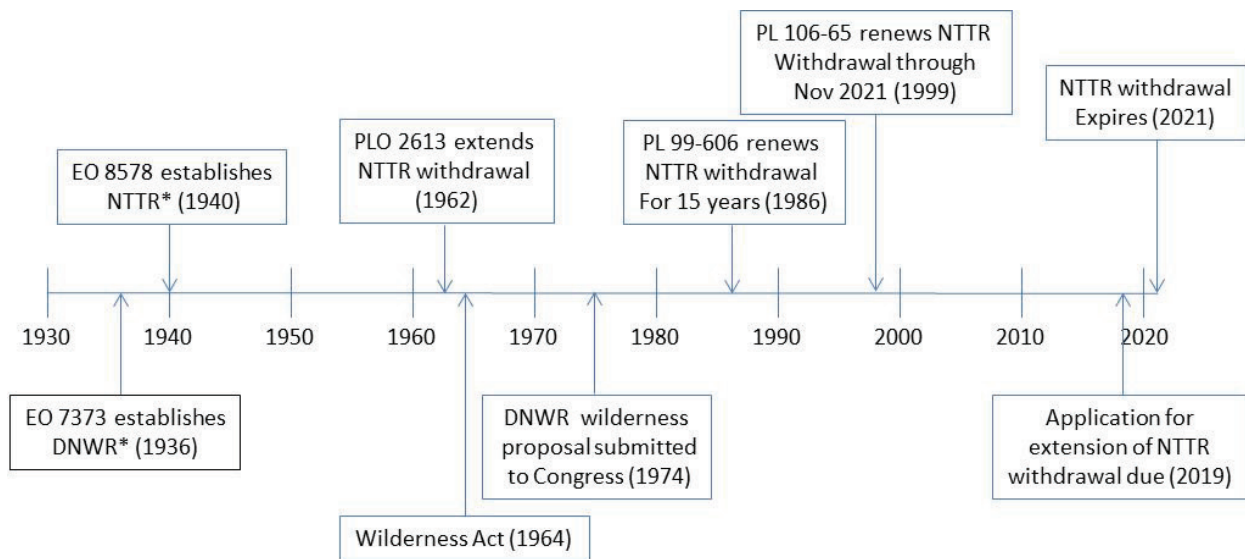 PL 106-65 renews NTTR
Withdrawal through
Nov 2021 (1999)
NTTR withdrawal
Expires (2021)
PLO 2613 extends
NTTR withdrawal
(1962)
PL 99-606 renews
NTTR withdrawal
For 15 years (1986)
EO 8578 establishes
NTTR* (1940)
1930 1940 1950 1960 1970 1980 1990 2000 2010 2020
EO 7373 establishes
DNWR* (1936)
DNWR wilderness
proposal submitted
to Congress (1974)
Application for
extension of NTTR
withdrawal due (2019)
Wilderness Act (1964)